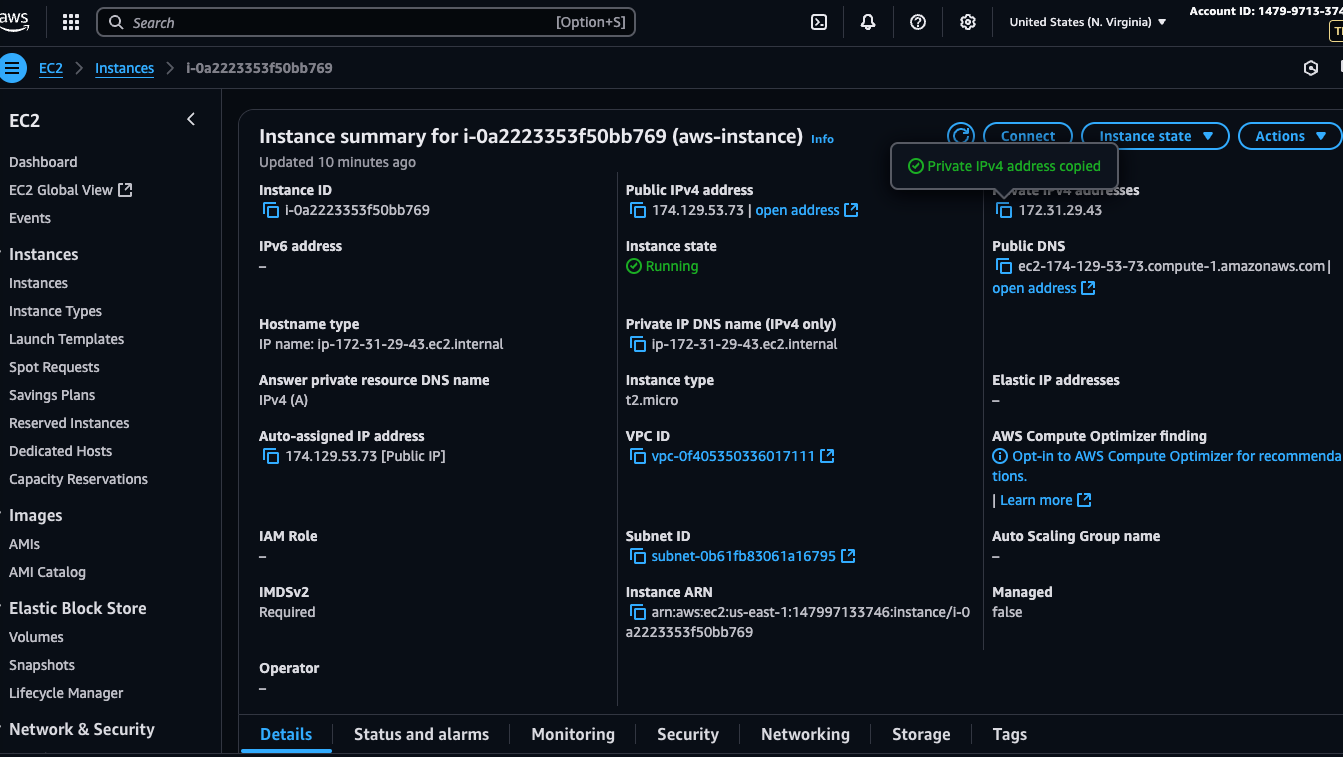 aws
Search [Option+S]
United States (N. Virginia)
Account ID: 1479-9713-374
EC2 Instances i-0a2223353f50bb769
EC2
Dashboard
EC2 Global View
Events
Instances
Instances
Instance Types
Launch Templates
Spot Requests
Savings Plans
Reserved Instances
Dedicated Hosts
Capacity Reservations
Images
AMIs
AMI Catalog
Elastic Block Store
Volumes
Snapshots
Lifecycle Manager
Network & Security
Instance summary for i-0a2223353f50bb769 (aws-instance) Info
Updated 10 minutes ago
Connect
Instance state
Actions
Private IPv4 address copied
Instance ID
i-0a2223353f50bb769
Public IPv4 address
174.129.53.73 | open address
Private IPv4 addresses
172.31.29.43
IPv6 address
–
Instance state
Running
Public DNS
ec2-174-129-53-73.compute-1.amazonaws.com |
open address
Hostname type
IP name: ip-172-31-29-43.ec2.internal
Private IP DNS name (IPv4 only)
ip-172-31-29-43.ec2.internal
Answer private resource DNS name
IPv4 (A)
Instance type
t2.micro
Elastic IP addresses
–
Auto-assigned IP address
174.129.53.73 [Public IP]
VPC ID
vpc-0f405350336017111
AWS Compute Optimizer finding
Opt-in to AWS Compute Optimizer for recommenda
tions.
| Learn more
IAM Role
–
Subnet ID
subnet-0b61fb83061a16795
Auto Scaling Group name
–
IMDSv2
Required
Instance ARN
arn:aws:ec2:us-east-1:147997133746:instance/i-0
a2223353f50bb769
Managed
false
Operator
–
Details
Status and alarms
Monitoring
Security
Networking
Storage
Tags